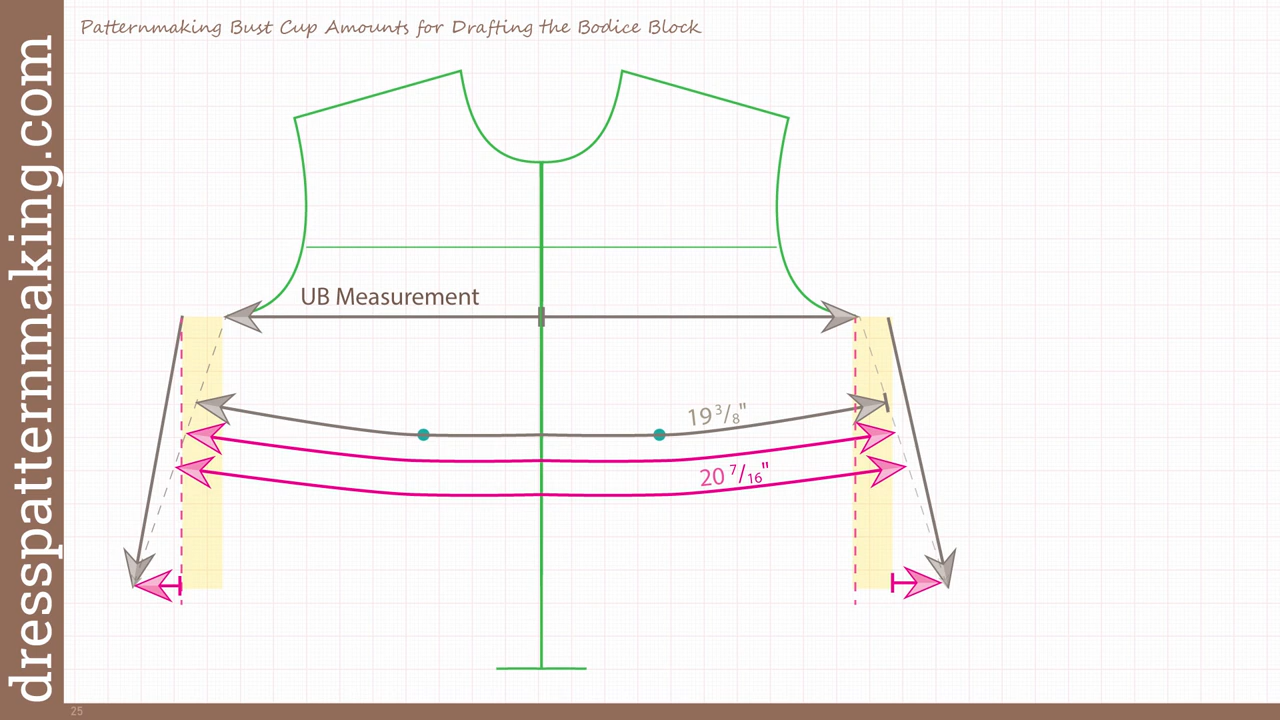 Patternmaking Bust Cup Amounts for Drafting the Bodice Block
dresspatternmaking.com
UB Measurement
19 3/8"
20 7/16"
25